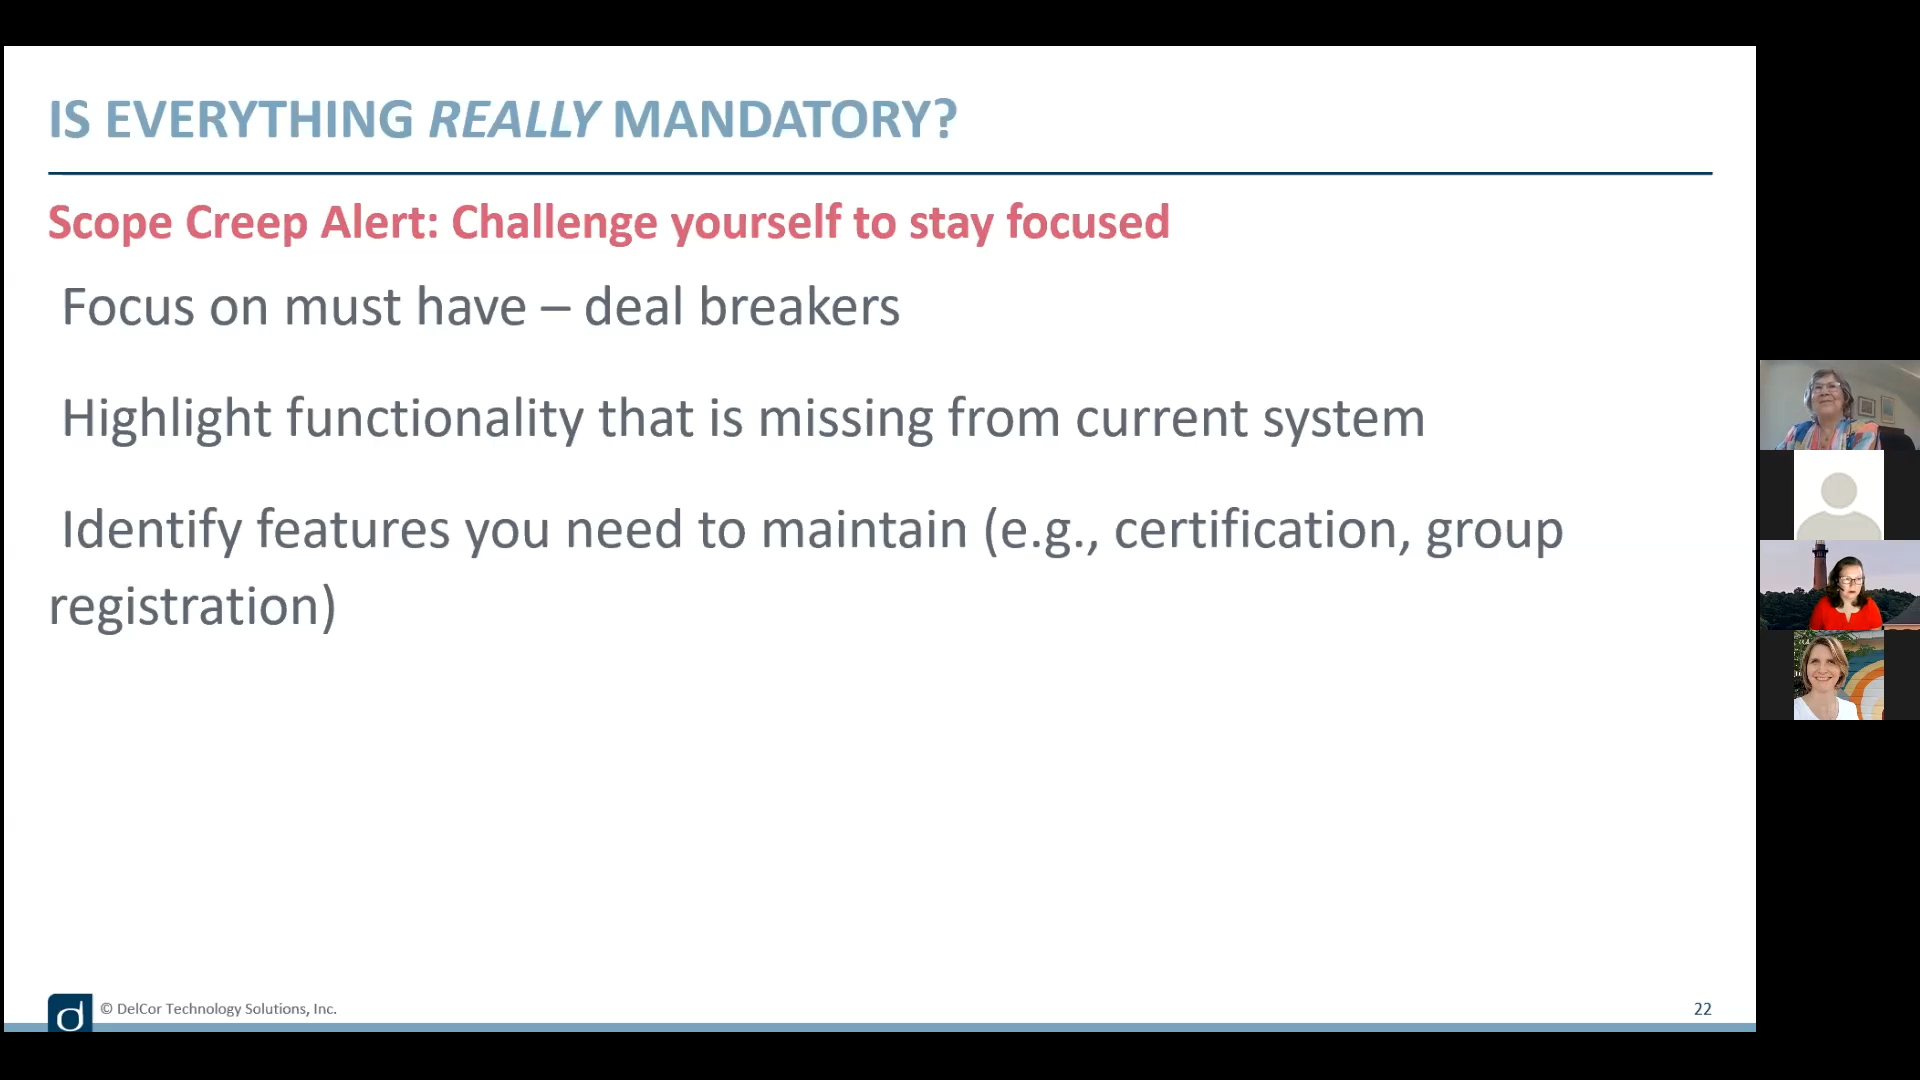 IS EVERYTHING REALLY MANDATORY?
Scope Creep Alert: Challenge yourself to stay focused
Focus on must have – deal breakers
Highlight functionality that is missing from current system
Identify features you need to maintain (e.g., certification, group
registration)
d
© DelCor Technology Solutions, Inc.
22